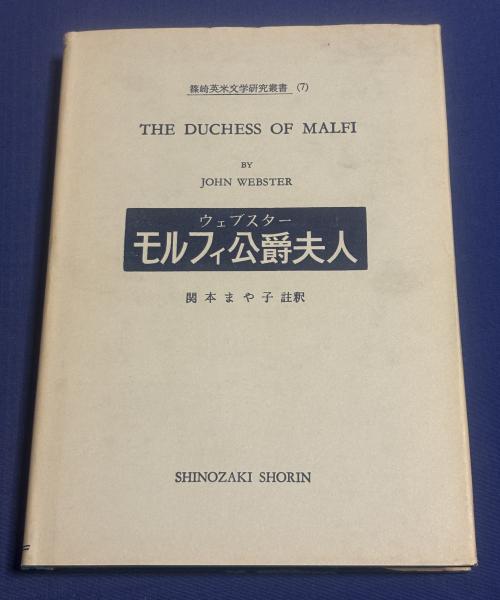 篠崎英米文学研究叢書 (7)
THE DUCHESS OF MALFI
BY
JOHN WEBSTER
ウェブスター
モルフィ公爵夫人
関本まや子註釈
SHINOZAKI SHORIN